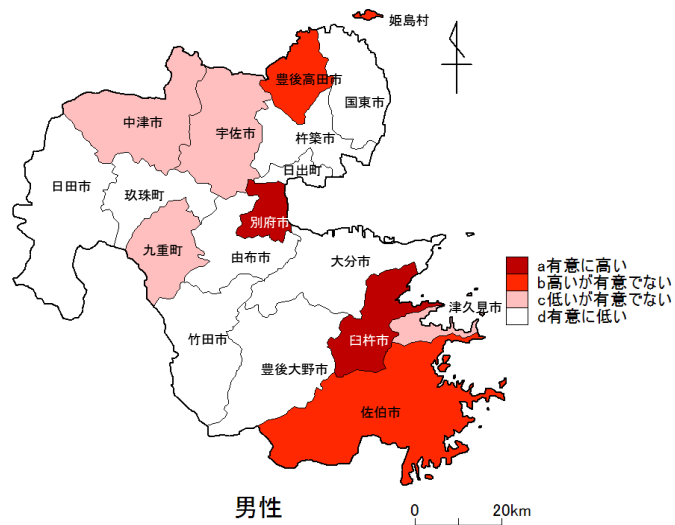 姫島村
豊後高田市
国東市
中津市
宇佐市
杵築市
日出町
日田市
玖珠町
別府市
九重町
由布市
大分市
a有意に高い
b高いが有意でない
c低いが有意でない
d有意に低い
津久見市
竹田市
臼杵市
豊後大野市
佐伯市
男性
0 20km